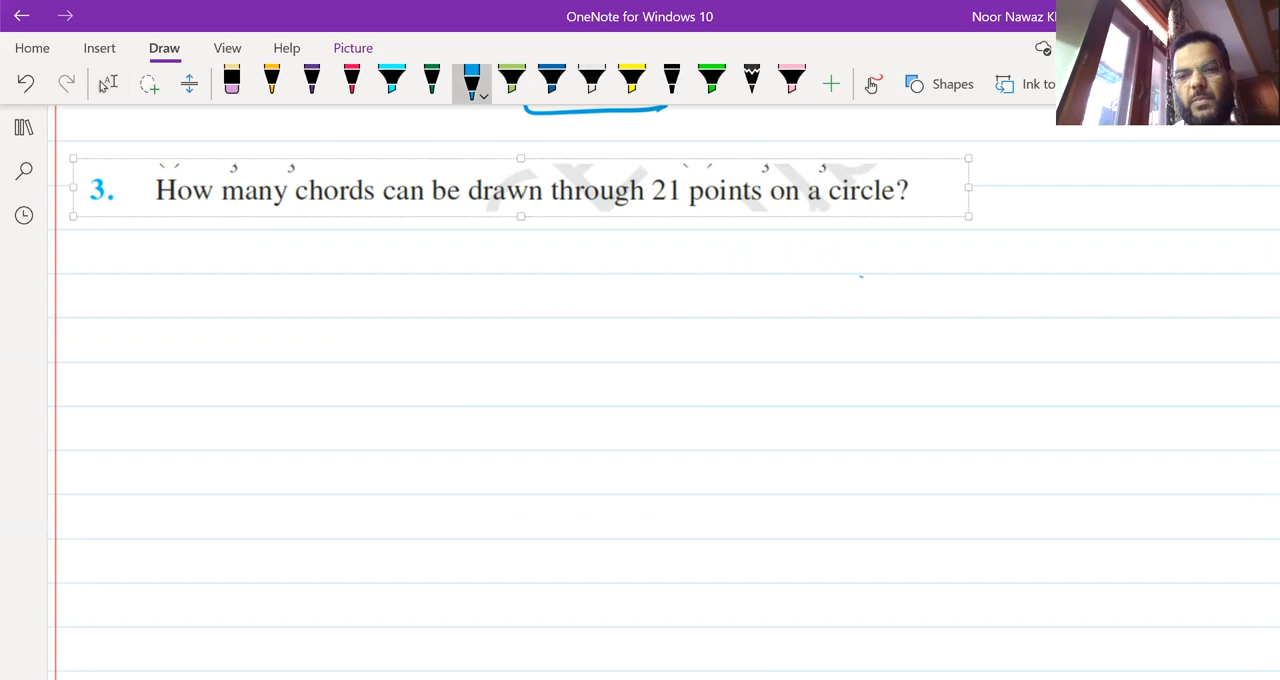 OneNote for Windows 10
Noor Nawaz
Home Insert Draw View Help Picture
Shapes Ink to
3. How many chords can be drawn through 21 points on a circle?